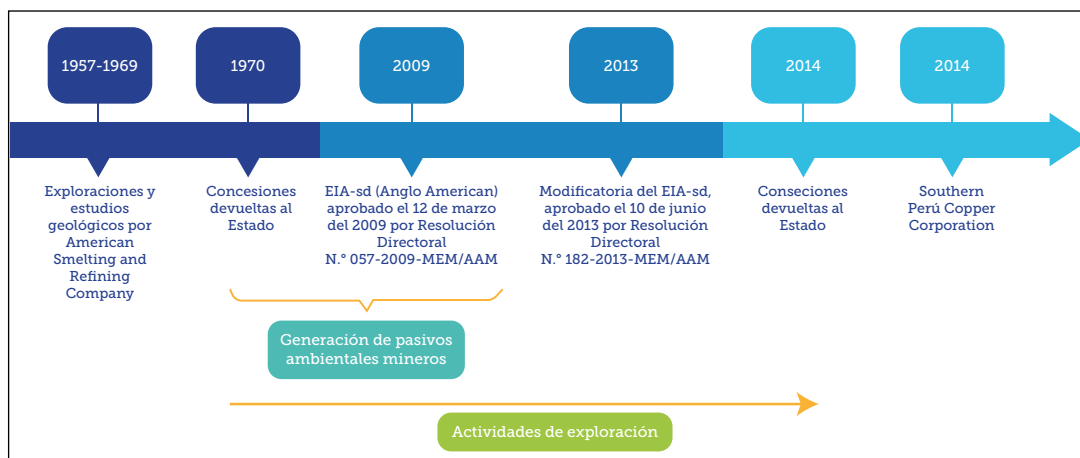 1957-1969
1970
2009
2013
2014
2014
Exploraciones y
estudios
geológicos por
American
Smelting and
Refining
Company
Concesiones
devueltas al
Estado
EIA-sd (Anglo American)
aprobado el 12 de marzo
del 2009 por Resolución
Directoral
N.° 057-2009-MEM/AAM
Modificatoria del EIA-sd,
aprobado el 10 de junio
del 2013 por Resolución
Directoral
N.° 182-2013-MEM/AAM
Conseciones
devueltas al
Estado
Southern
Perú Copper
Corporation
Generación de pasivos
ambientales mineros
Actividades de exploración